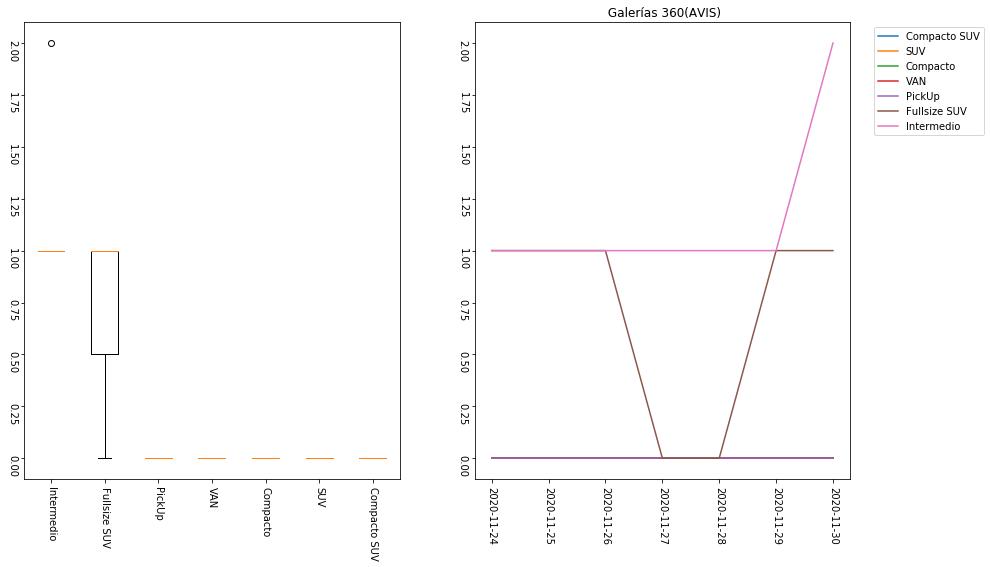 Galerías 360(AVIS)
2.00
1.75
1.50
1.25
1.00
0.75
0.50
0.25
0.00
Intermedio
Fullsize SUV
PickUp
VAN
Compacto
SUV
Compacto SUV
2.00
1.75
1.50
1.25
1.00
0.75
0.50
0.25
0.00
2020-11-24
2020-11-25
2020-11-26
2020-11-27
2020-11-28
2020-11-29
2020-11-30
Compacto SUV
SUV
Compacto
VAN
PickUp
Fullsize SUV
Intermedio